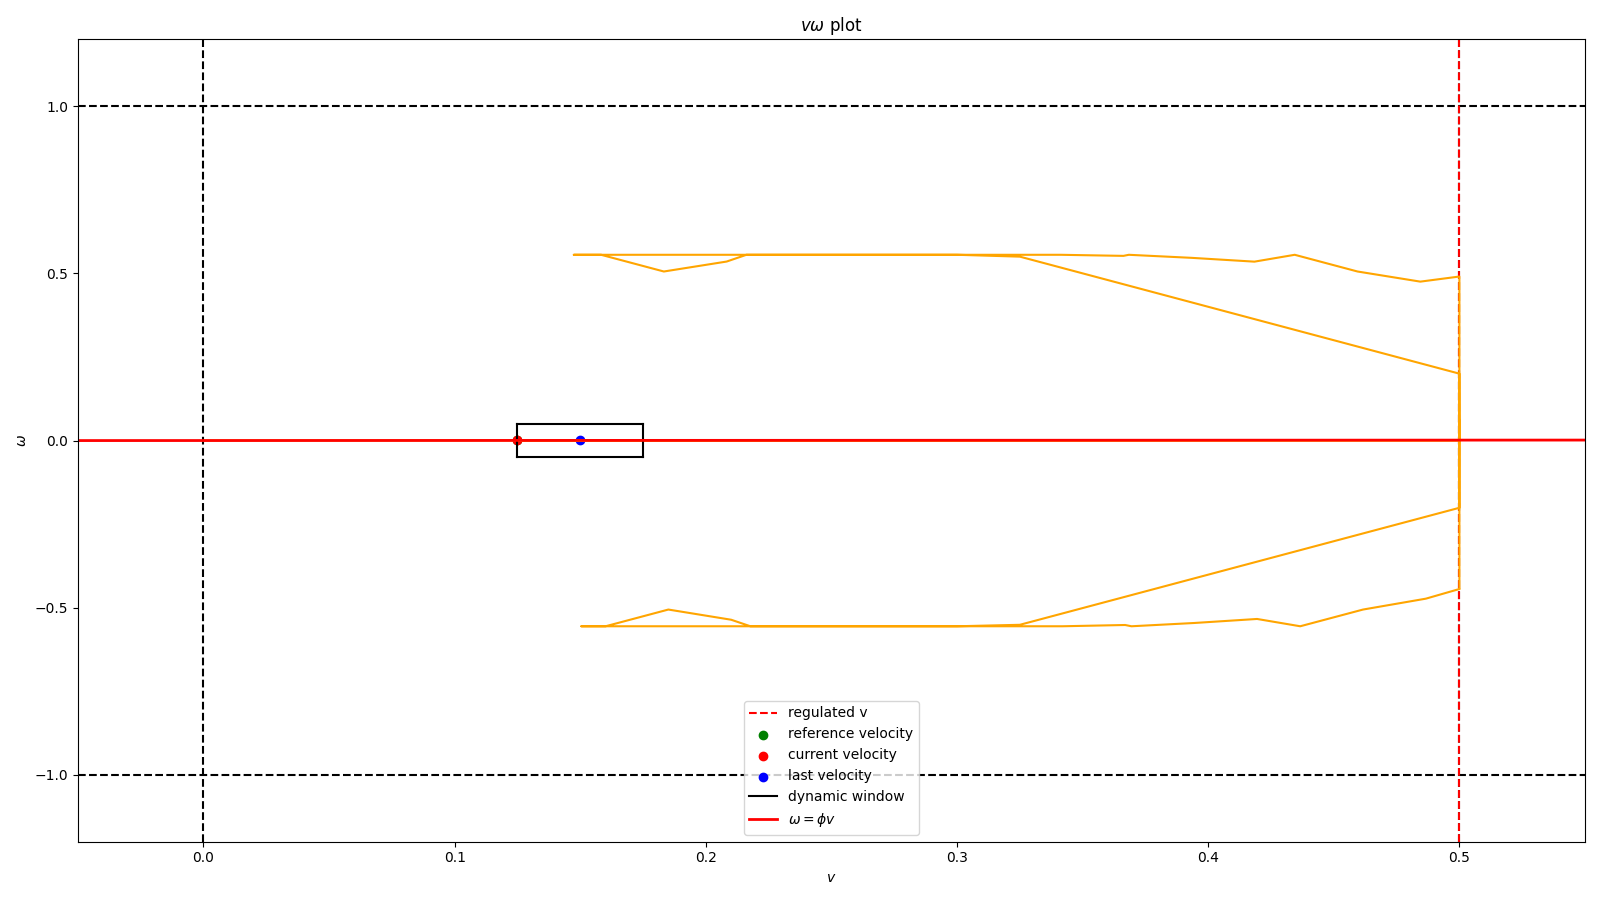 vω plot
1.0
0.5
0.0
−0.5
−1.0
ω
regulated v
reference velocity
current velocity
last velocity
dynamic window
ω = ϕv
0.0 0.1 0.2 0.3 0.4 0.5
v